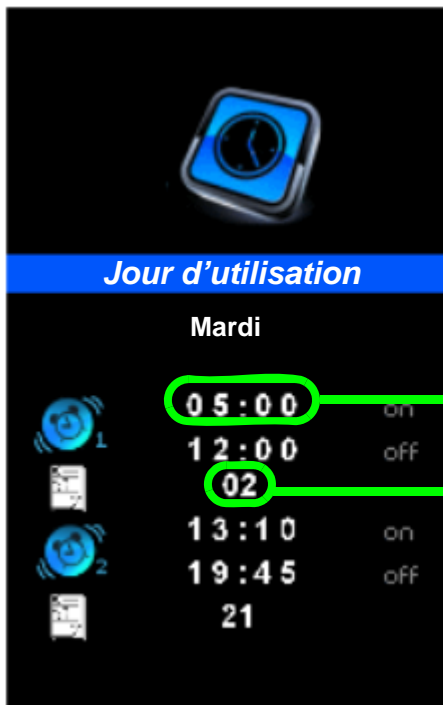 Jour d’utilisation
Mardi
05:00 on
1 12:00 off
02
13:10 on
2 19:45 off
21